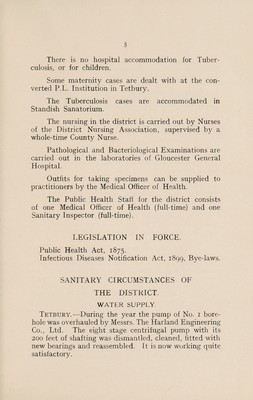 3
There is no hospital accommodation for Tuber-
culosis, or for children.
Some maternity cases are dealt with at the con-
verted P.L. Institution in Tetbury.
The Tuberculosis cases are accommodated in
Standish Sanatorium.
The nursing in the district is carried out by Nurses
of the District Nursing Association, supervised by a
whole-time County Nurse.
Pathological and Bacteriological Examinations are
carried out in the laboratories of Gloucester General
Hospital.
Outfits for taking specimens can be supplied to
practitioners by the Medical Officer of Health.
The Public Health Staff for the district consists
of one Medical Officer of Health (full-time) and one
Sanitary Inspector (full-time).
LEGISLATION IN FORCE.
Public Health Act, 1875.
Infectious Diseases Notification Act, 1899, Bye-laws.
SANITARY CIRCUMSTANCES OF
THE DISTRICT.
WATER SUPPLY.
TETBURY.—During the year the pump of No. 1 bore-
hole was overhauled by Messrs. The Harland Engineering
Co., Ltd. The eight stage centrifugal pump with its
200 feet of shafting was dismantled, cleaned, fitted with
new bearings and reassembled. It is now working quite
satisfactory.